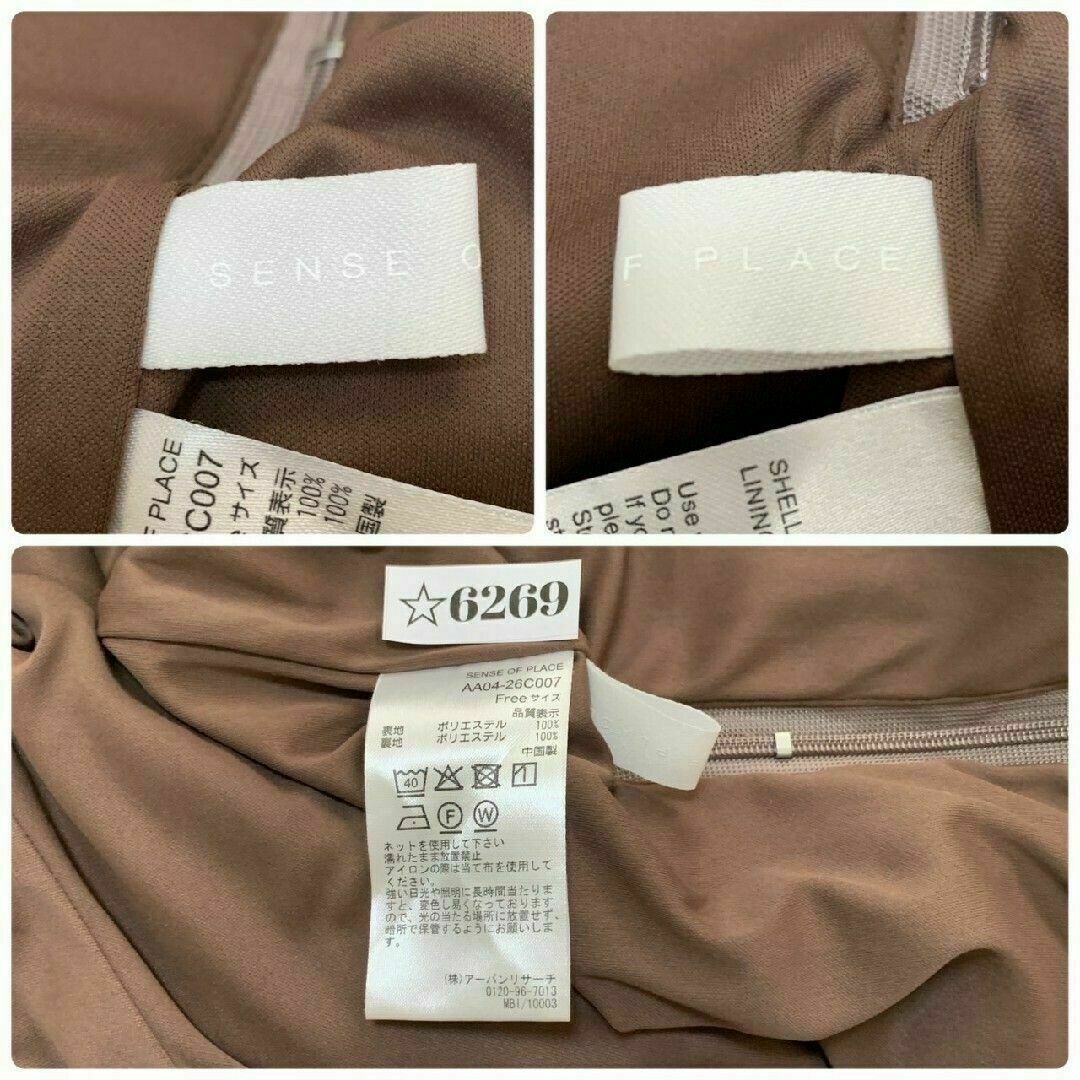 SENSE O
F PLACE
F PLACE
C007
サイズ
質表示
100%
100%
国製
SHELL
LINING
Use
Do n
If yo
ple
St
st
☆6269
SENSE OF PLACE
AA04-26C007
Freeサイズ
品質表示
表地 ポリエステル 100%
裏地 ポリエステル 100%
中国製
40
F W
ネットを使用して下さい
濡れたまま放置禁止
アイロンの際は当て布を使用して
ください。
強い日光や照明に長時間当たりま
すと、変色し易くなっております
ので、光の当たる場所に放置せず、
暗所で保管するようにお願いしま
す。
(株)アーバンリサーチ
0120-96-7013
MBI/10003